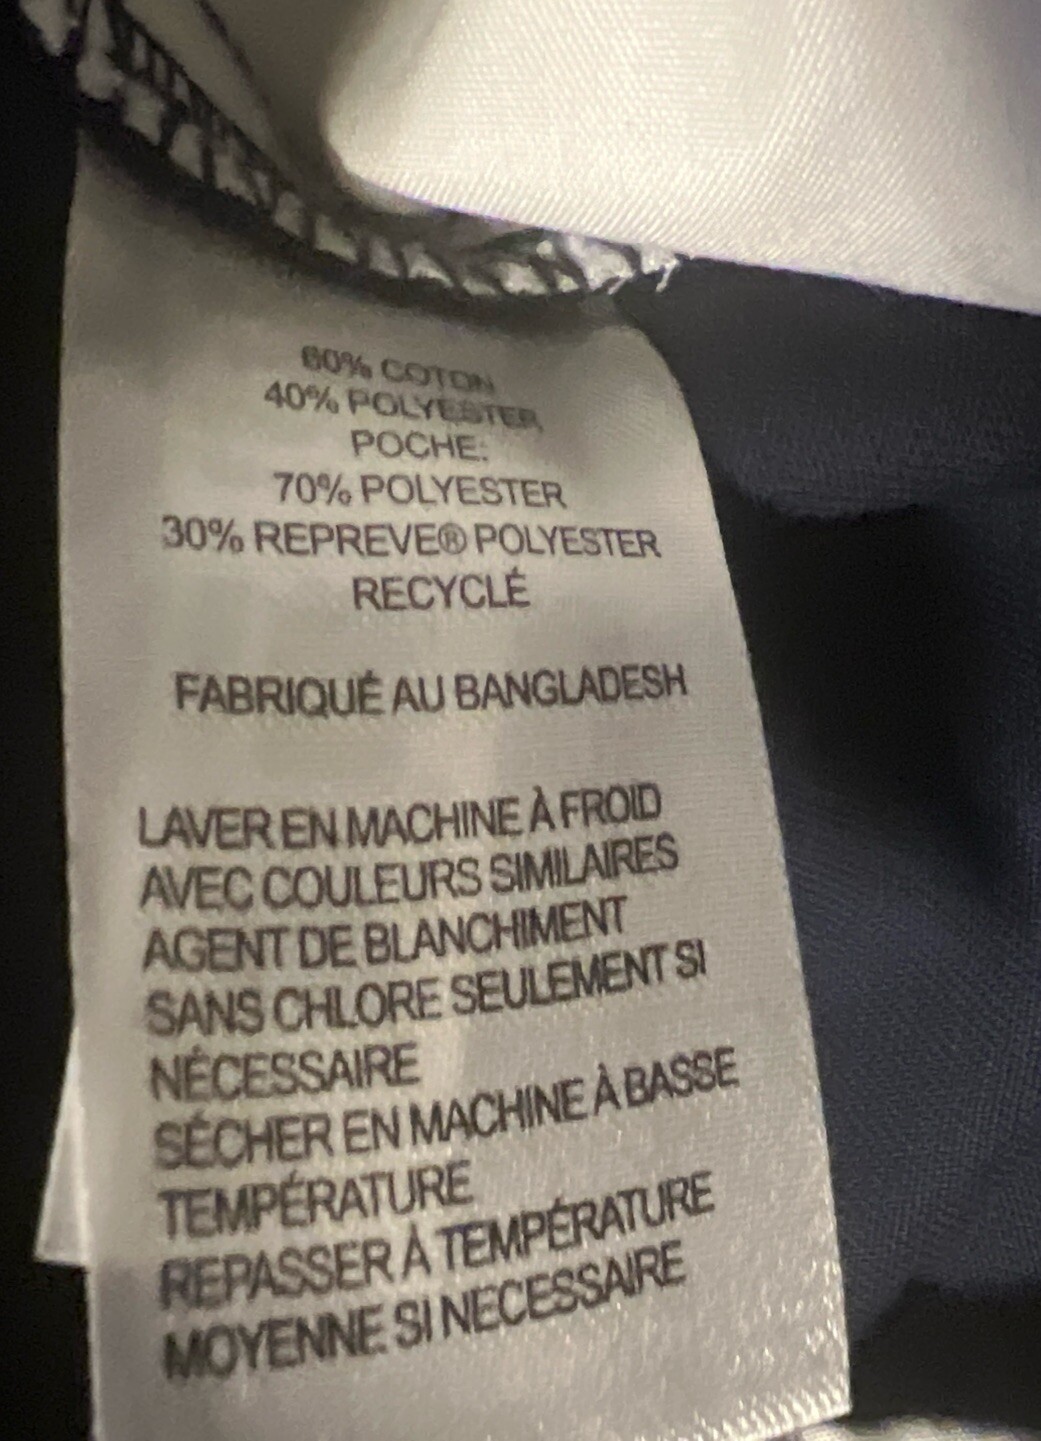 60% COTON
40% POLYESTER
POCHE:
70% POLYESTER
30% REPREVE® POLYESTER
RECYCLÉ
FABRIQUÉ AU BANGLADESH
LAVER EN MACHINE À FROID
AVEC COULEURS SIMILAIRES
AGENT DE BLANCHIMENT
SANS CHLORE SEULEMENT SI
NÉCESSAIRE
SÉCHER EN MACHINE À BASSE
TEMPÉRATURE
REPASSER À TEMPÉRATURE
MOYENNE SI NECESSAIRE